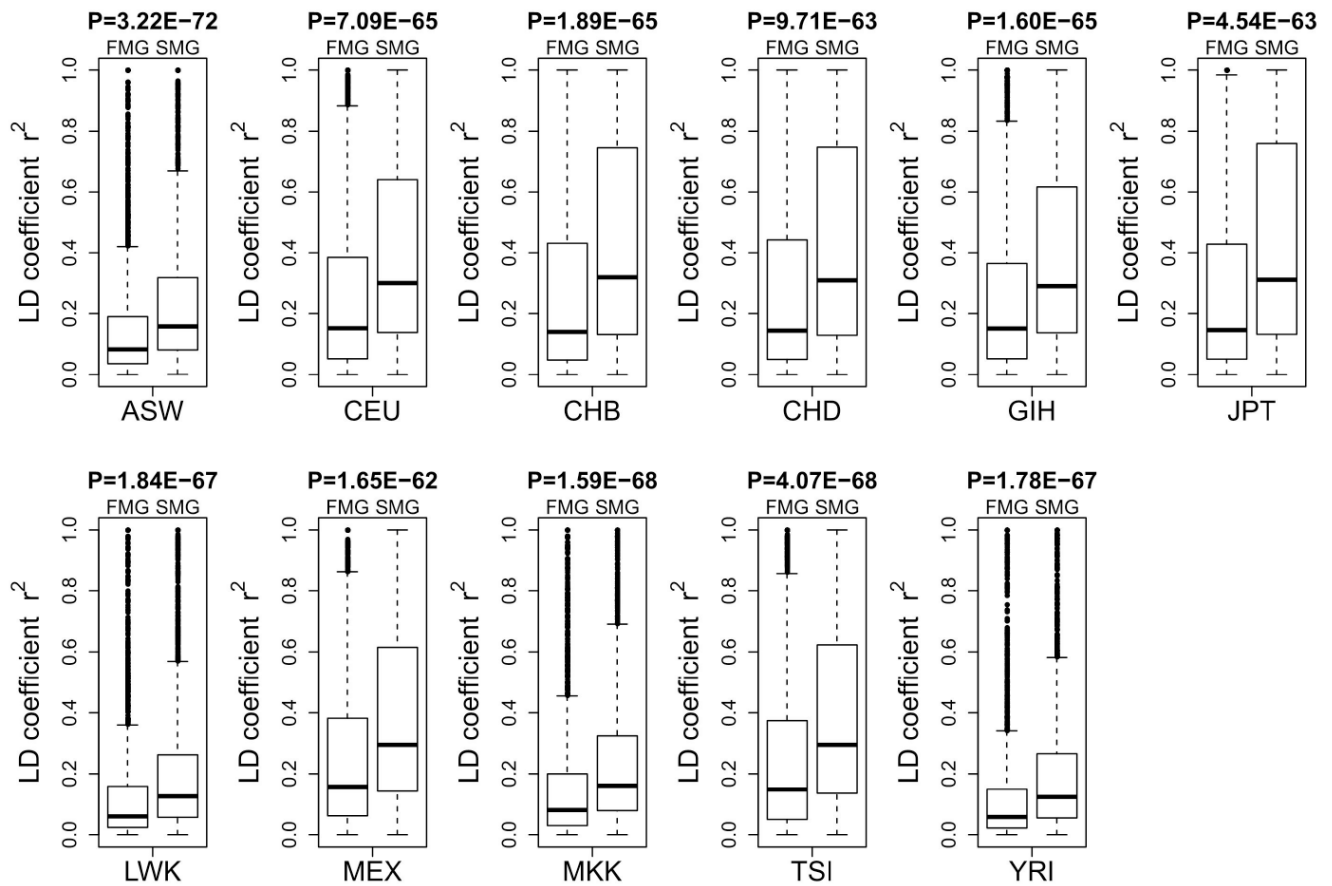 P=3.22E−72 P=7.09E−65 P=1.89E−65 P=9.71E−63 P=1.60E−65 P=4.54E−63
FMG SMG FMG SMG FMG SMG FMG SMG FMG SMG FMG SMG
LD coefficient r² 0.0 0.2 0.4 0.6 0.8 1.0
LD coefficient r² 0.0 0.2 0.4 0.6 0.8 1.0
LD coefficient r² 0.0 0.2 0.4 0.6 0.8 1.0
LD coefficient r² 0.0 0.2 0.4 0.6 0.8 1.0
LD coefficient r² 0.0 0.2 0.4 0.6 0.8 1.0
LD coefficient r² 0.0 0.2 0.4 0.6 0.8 1.0
ASW CEU CHB CHD GIH JPT
P=1.84E−67 P=1.65E−62 P=1.59E−68 P=4.07E−68 P=1.78E−67
FMG SMG FMG SMG FMG SMG FMG SMG FMG SMG
LD coefficient r² 0.0 0.2 0.4 0.6 0.8 1.0
LD coefficient r² 0.0 0.2 0.4 0.6 0.8 1.0
LD coefficient r² 0.0 0.2 0.4 0.6 0.8 1.0
LD coefficient r² 0.0 0.2 0.4 0.6 0.8 1.0
LD coefficient r² 0.0 0.2 0.4 0.6 0.8 1.0
LWK MEX MKK TSI YRI